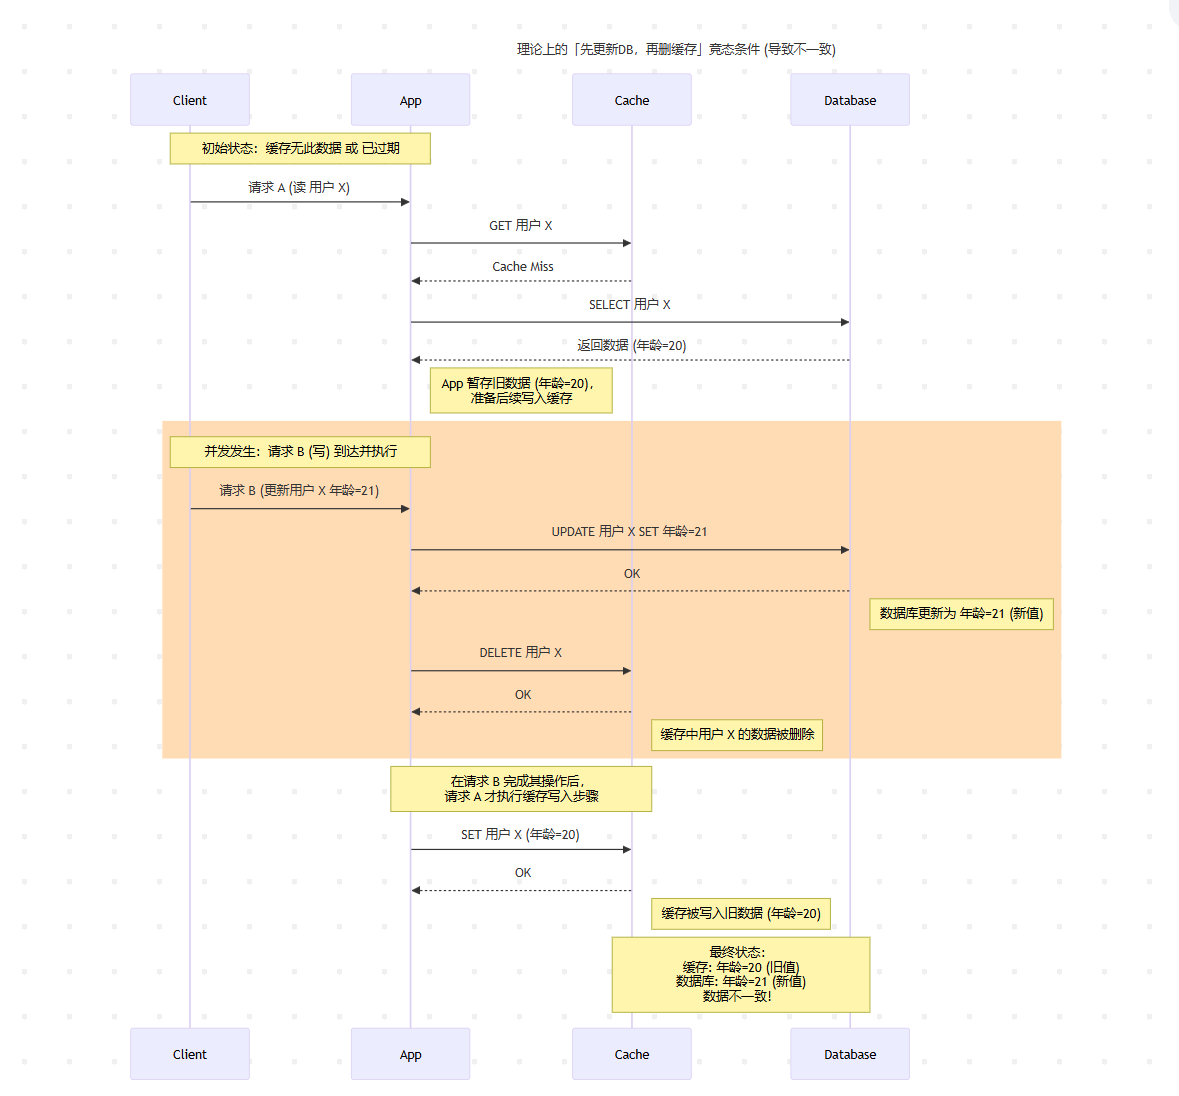 理论上的「先更新DB，再删缓存」竞态条件 (导致不一致)
Client
App
Cache
Database
初始状态：缓存无此数据 或 已过期
请求 A (读 用户 X)
GET 用户 X
Cache Miss
SELECT 用户 X
返回数据 (年龄=20)
App 暂存旧数据 (年龄=20)，
准备后续写入缓存
并发发生：请求 B (写) 到达并执行
请求 B (更新用户 X 年龄=21)
UPDATE 用户 X SET 年龄=21
OK
数据库更新为 年龄=21 (新值)
DELETE 用户 X
OK
缓存中用户 X 的数据被删除
在请求 B 完成其操作后，
请求 A 才执行缓存写入步骤
SET 用户 X (年龄=20)
OK
缓存被写入旧数据 (年龄=20)
最终状态：
缓存: 年龄=20 (旧值)
数据库: 年龄=21 (新值)
数据不一致！
Client
App
Cache
Database